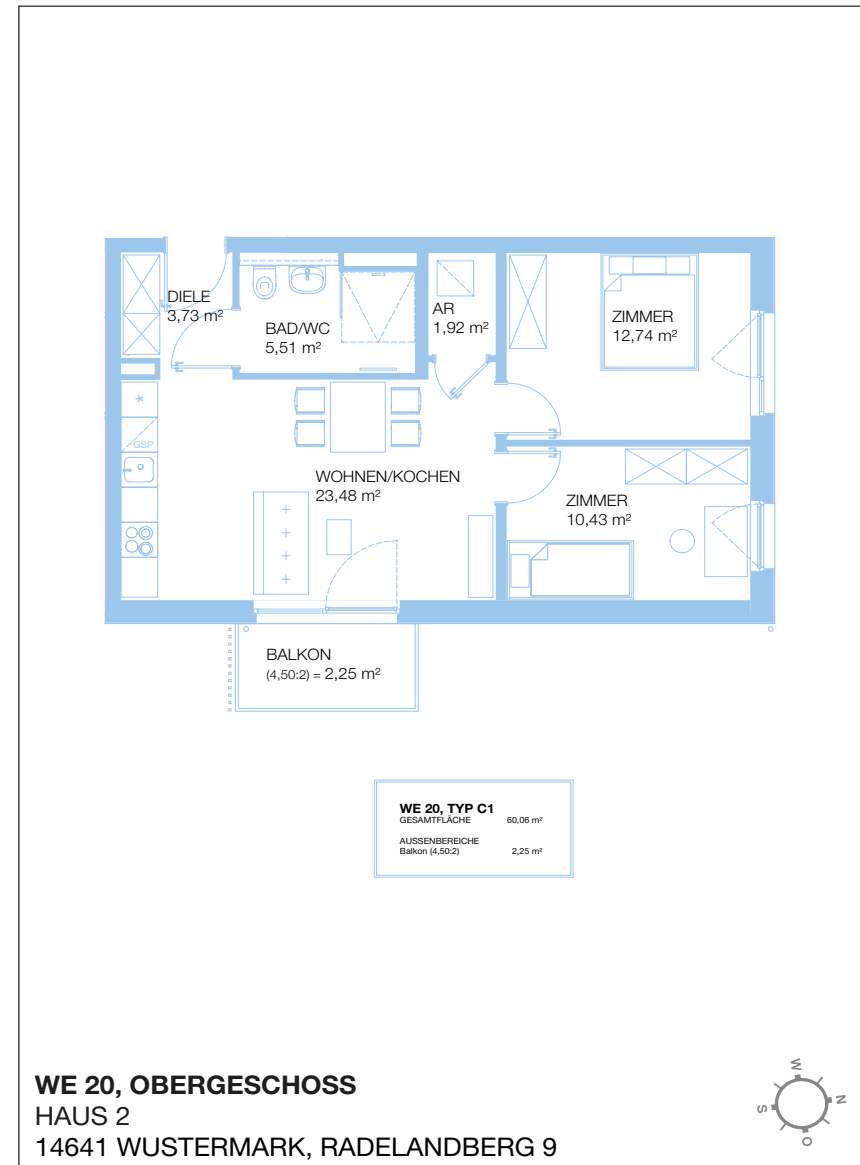 DIELE
3,73 m²
BAD/WC
5,51 m²
AR
1,92 m²
ZIMMER
12,74 m²
*
GSP
WOHNEN/KOCHEN
23,48 m²
ZIMMER
10,43 m²
BALKON
(4,50:2) = 2,25 m²
WE 20, TYP C1
GESAMTFLÄCHE 60,06 m²
AUSSENBEREICHE
Balkon (4,50:2) 2,25 m²
WE 20, OBERGESCHOSS
HAUS 2
14641 WUSTERMARK, RADELANDBERG 9
W
N
S
O